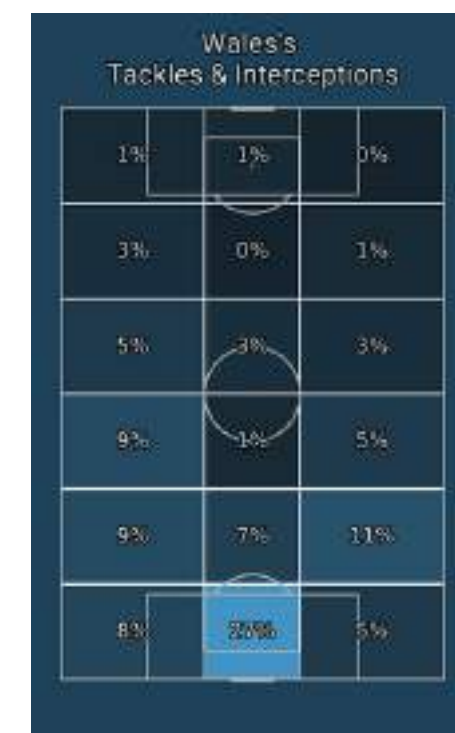 Wales's
Tackles & Interceptions
1% 1% 0%
3% 0% 1%
5% 3% 3%
9% 1% 5%
9% 7% 11%
8% 27% 5%